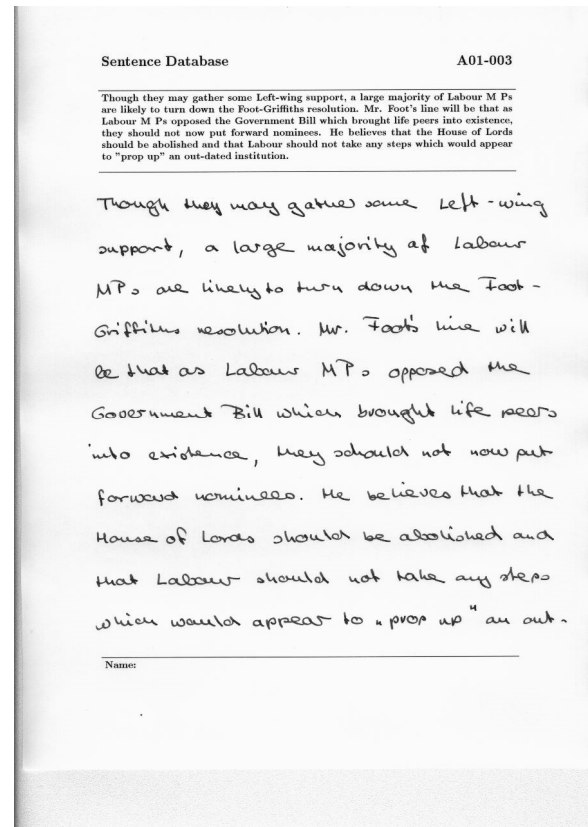 Sentence Database A01-003
Though they may gather some Left-wing support, a large majority of Labour M Ps
are likely to turn down the Foot-Griffiths resolution. Mr. Foot's line will be that as
Labour M Ps opposed the Government Bill which brought life peers into existence,
they should not now put forward nominees. He believes that the House of Lords
should be abolished and that Labour should not take any steps which would appear
to "prop up" an out-dated institution.
Though they may gather some Left-wing
support, a large majority of Labour
MPs are likely to turn down the Foot-
Griffiths resolution. Mr. Foot's line will
be that as Labour MPs opposed the
Government Bill which brought life peers
into existence, they schould not now put
forward nominees. He believes that the
House of Lords should be abolished and
that Labour should not take any steps
which would appear to „prop up" an out-
Name: